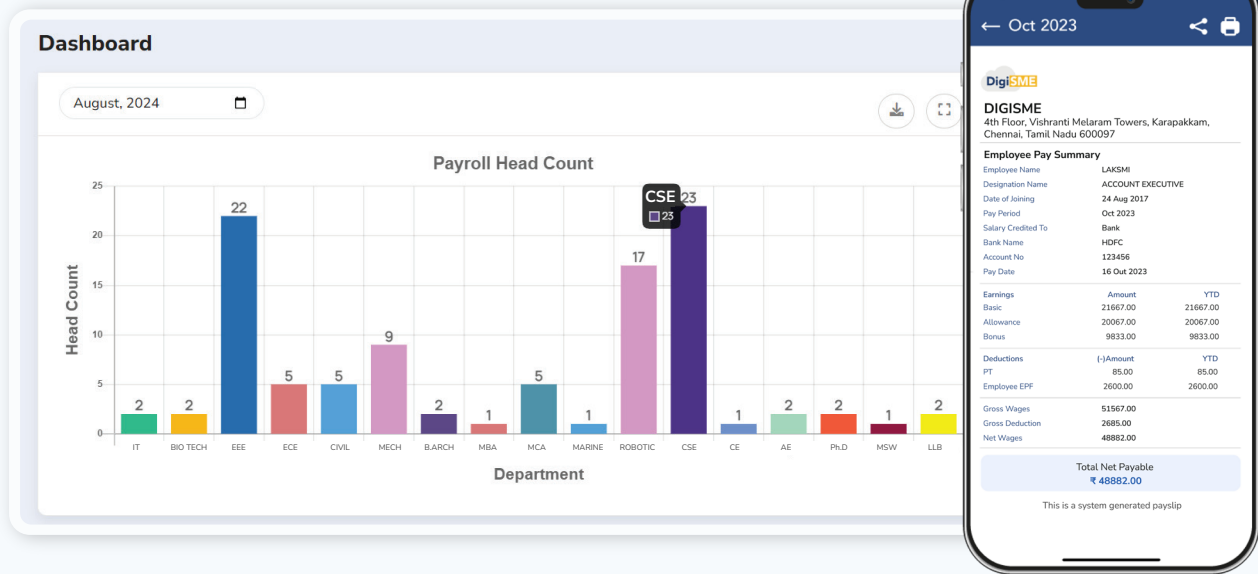 Dashboard
August, 2024
Payroll Head Count
Head Count
25
20
15
10
5
0
2
2
22
5
5
9
2
1
5
1
17
CSE
23
23
1
2
2
1
2
IT
BIO TECH
EEE
ECE
CIVIL
MECH
B.ARCH
MBA
MCA
MARINE
ROBOTIC
CSE
CE
AE
Ph.D
MSW
LLB
Department
Oct 2023
DigiSME
DIGISME
4th Floor, Vishranti Melaram Towers, Karapakkam,
Chennai, Tamil Nadu 600097
Employee Pay Summary
Employee Name LAKSMI
Designation Name ACCOUNT EXECUTIVE
Date of Joining 24 Aug 2017
Pay Period Oct 2023
Salary Credited To Bank
Bank Name HDFC
Account No 123456
Pay Date 16 Out 2023
Earnings Amount YTD
Basic 21667.00 21667.00
Allowance 20067.00 20067.00
Bonus 9833.00 9833.00
Deductions (-)Amount YTD
PT 85.00 85.00
Employee EPF 2600.00 2600.00
Gross Wages 51567.00
Gross Deduction 2685.00
Net Wages 48882.00
Total Net Payable
₹ 48882.00
This is a system generated payslip